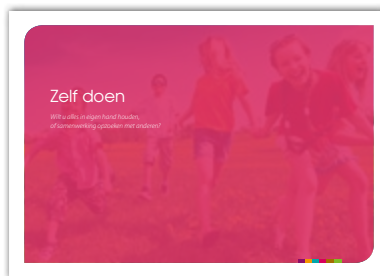 Zelf doen
Wilt u alles in eigen hand houden,
of samenwerking opzoeken met anderen?